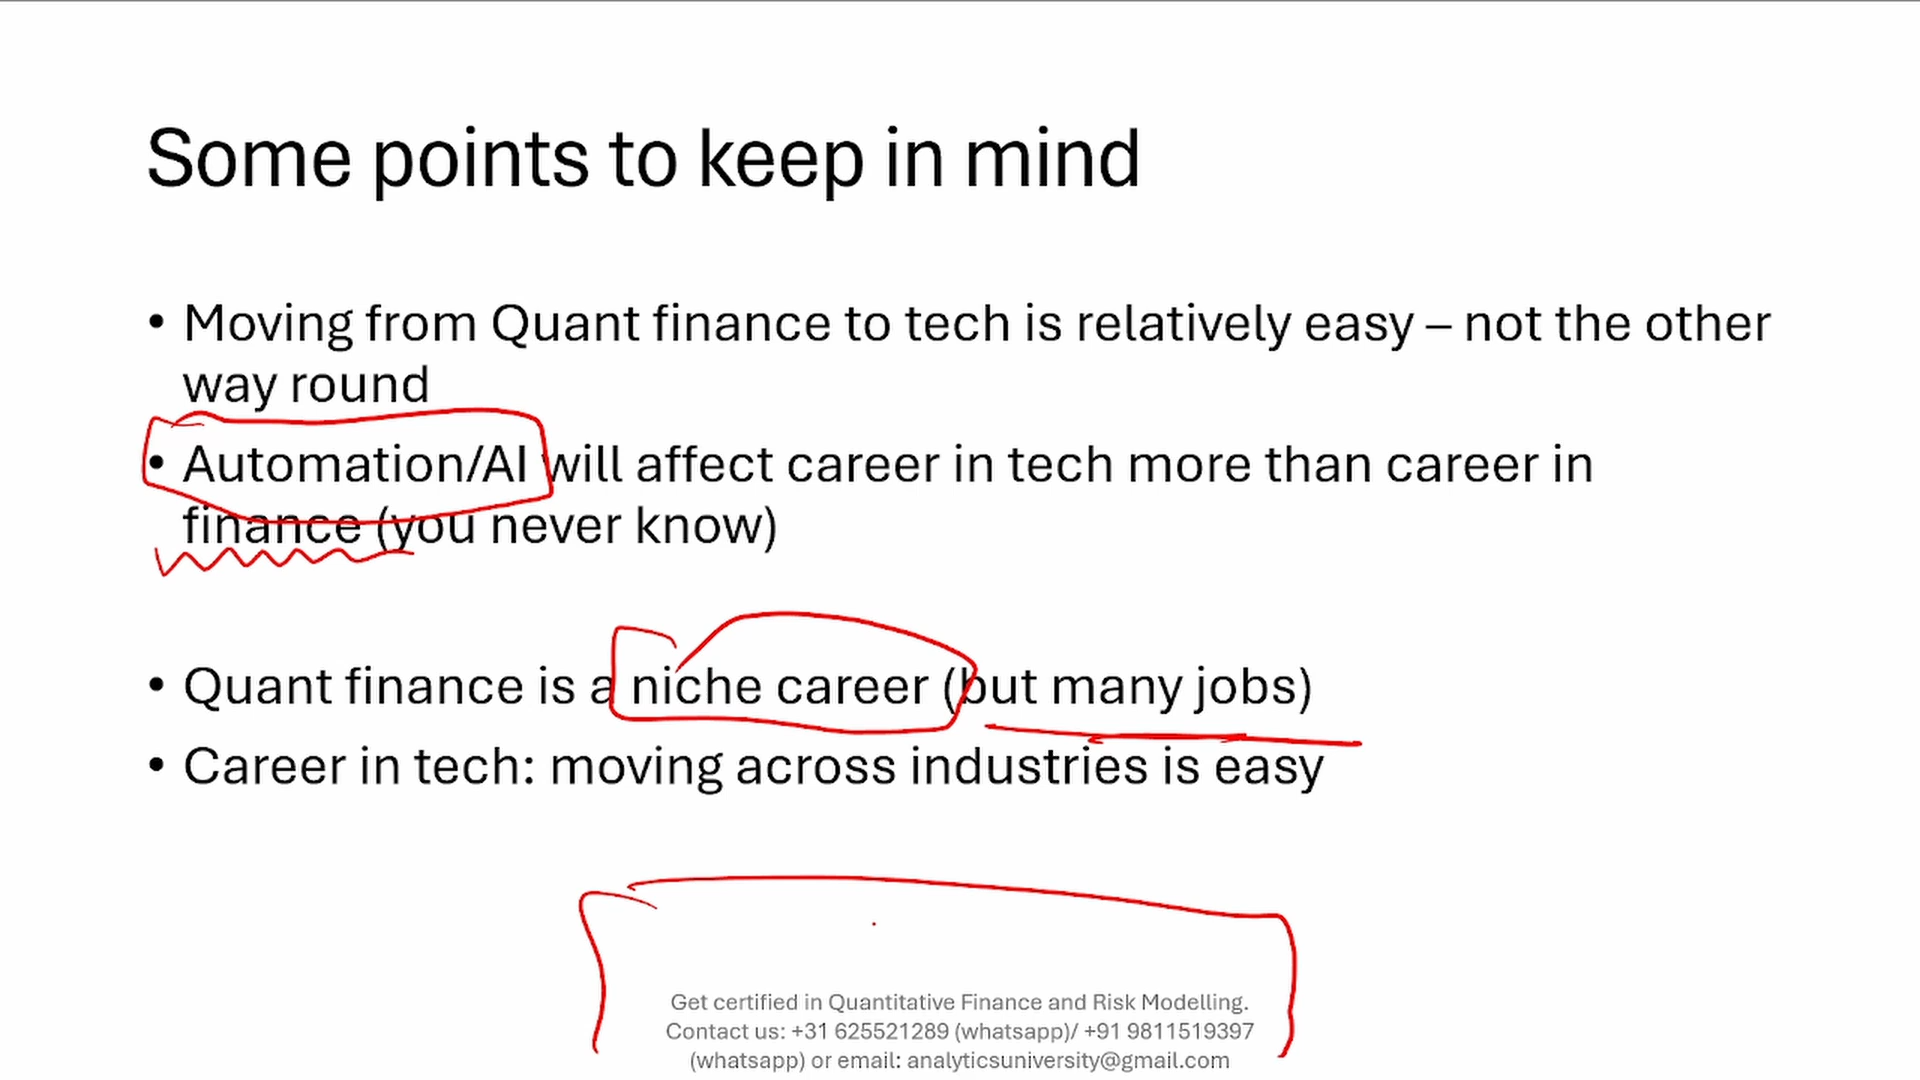 Some points to keep in mind
• Moving from Quant finance to tech is relatively easy – not the other
way round
• Automation/AI will affect career in tech more than career in
finance (you never know)
• Quant finance is a niche career (but many jobs)
• Career in tech: moving across industries is easy
Get certified in Quantitative Finance and Risk Modelling.
Contact us: +31 625521289 (whatsapp)/ +91 9811519397
(whatsapp) or email: analyticsuniversity@gmail.com